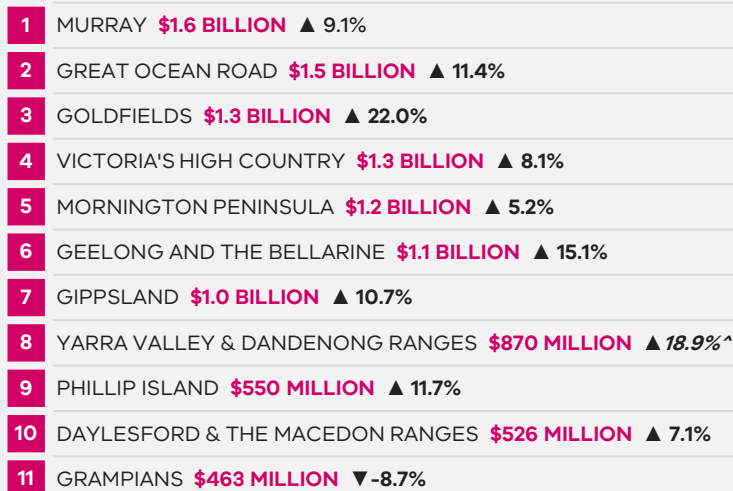 1 MURRAY $1.6 BILLION ▲ 9.1%
2 GREAT OCEAN ROAD $1.5 BILLION ▲ 11.4%
3 GOLDFIELDS $1.3 BILLION ▲ 22.0%
4 VICTORIA'S HIGH COUNTRY $1.3 BILLION ▲ 8.1%
5 MORNINGTON PENINSULA $1.2 BILLION ▲ 5.2%
6 GEELONG AND THE BELLARINE $1.1 BILLION ▲ 15.1%
7 GIPPSLAND $1.0 BILLION ▲ 10.7%
8 YARRA VALLEY & DANDENONG RANGES $870 MILLION ▲ 18.9%^
9 PHILLIP ISLAND $550 MILLION ▲ 11.7%
10 DAYLESFORD & THE MACEDON RANGES $526 MILLION ▲ 7.1%
11 GRAMPIANS $463 MILLION ▼ -8.7%